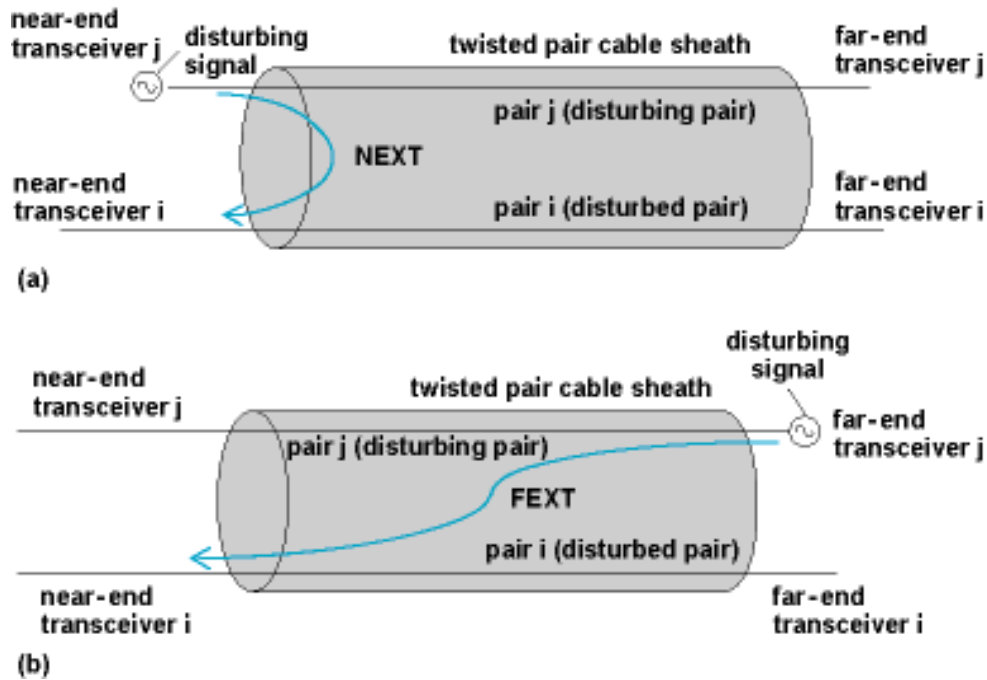 near-end
transceiver j
disturbing
signal
twisted pair cable sheath
far-end
transceiver j
pair j (disturbing pair)
NEXT
near-end
transceiver i
pair i (disturbed pair)
far-end
transceiver i
(a)
disturbing
signal
near-end
transceiver j
twisted pair cable sheath
far-end
transceiver j
pair j (disturbing pair)
FEXT
pair i (disturbed pair)
near-end
transceiver i
far-end
transceiver i
(b)